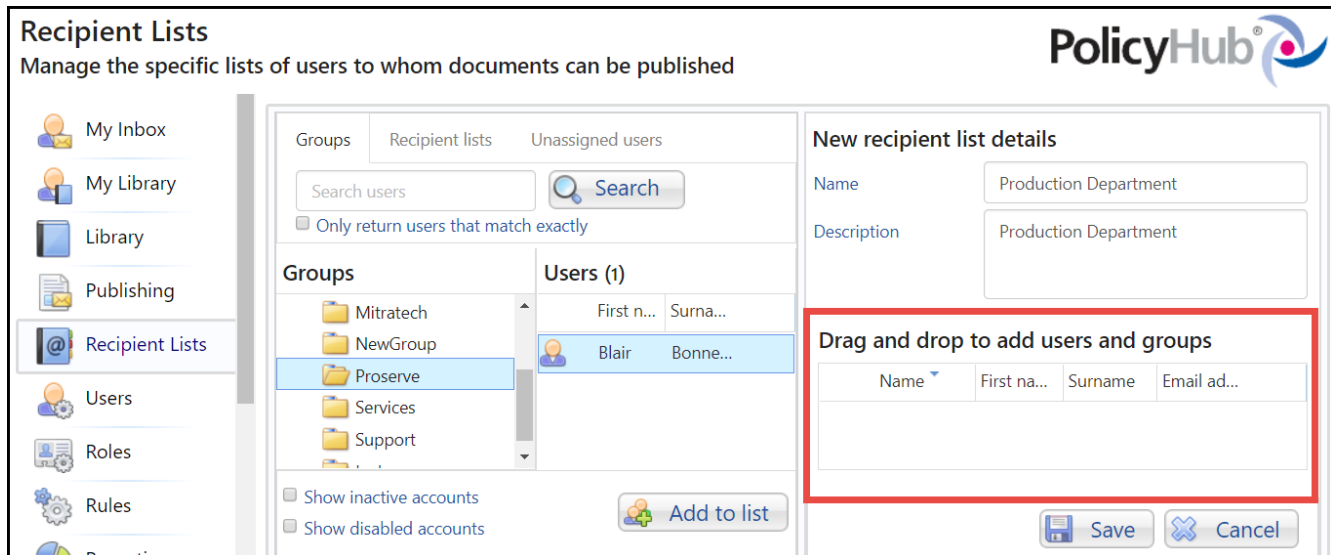 Recipient Lists
Manage the specific lists of users to whom documents can be published
PolicyHub®
My Inbox
My Library
Library
Publishing
Recipient Lists
Users
Roles
Rules
Groups Recipient lists Unassigned users
Search users Search
Only return users that match exactly
Groups
Mitratech
NewGroup
Proserve
Services
Support
Users (1)
First n... Surna...
Blair Bonne...
Show inactive accounts
Show disabled accounts
Add to list
New recipient list details
Name Production Department
Description Production Department
Drag and drop to add users and groups
Name First na... Surname Email ad...
Save Cancel